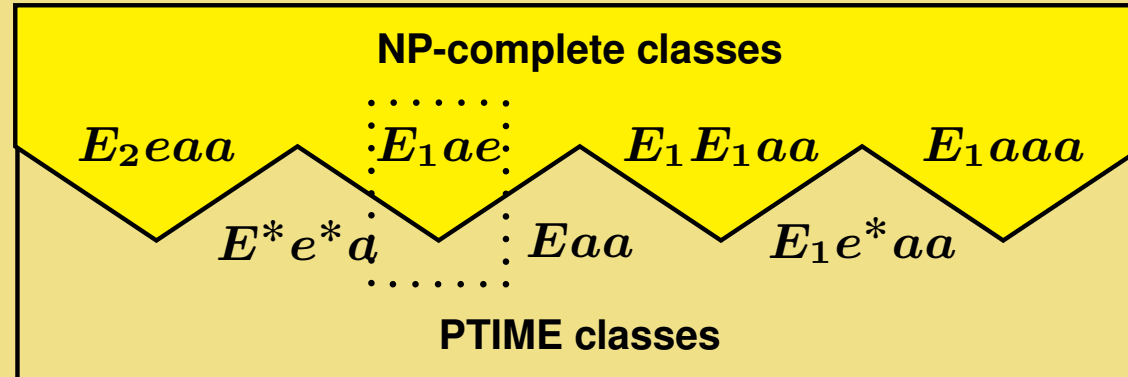 NP-complete classes
E₂eaa E₁ae E₁E₁aa E₁aaa
E*e*a Eaa E₁e*aa
PTIME classes